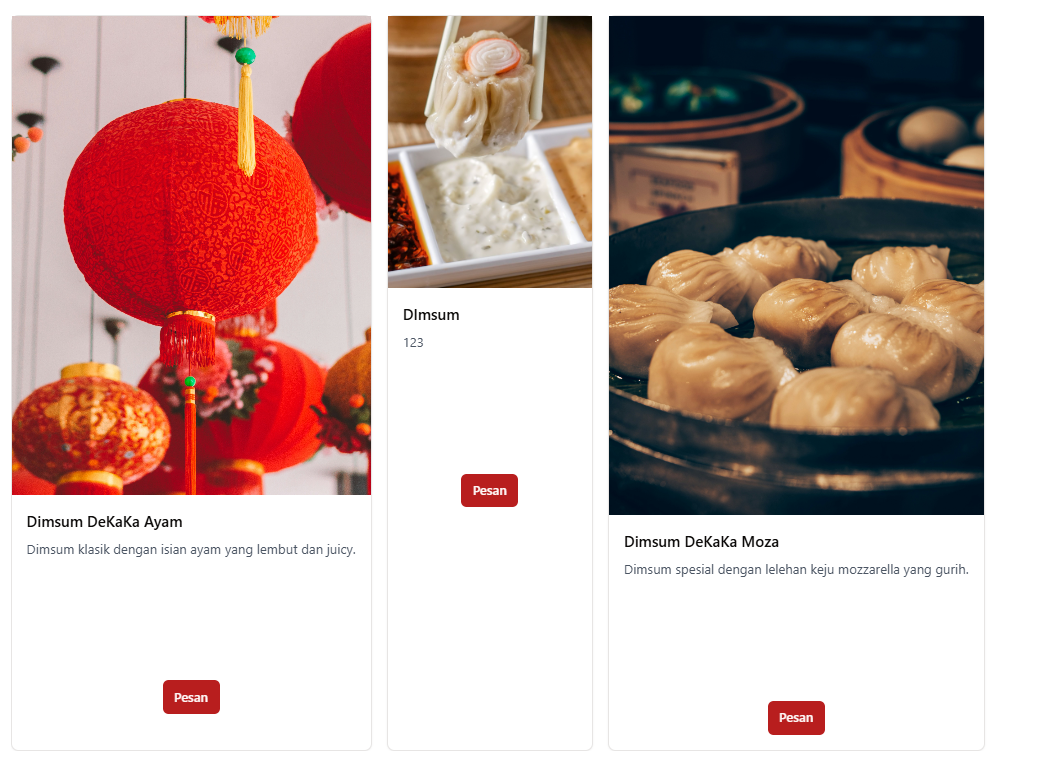 Dimsum DeKaKa Ayam
Dimsum klasik dengan isian ayam yang lembut dan juicy.
Pesan
DImsum
123
Pesan
Dimsum DeKaKa Moza
Dimsum spesial dengan lelehan keju mozzarella yang gurih.
Pesan